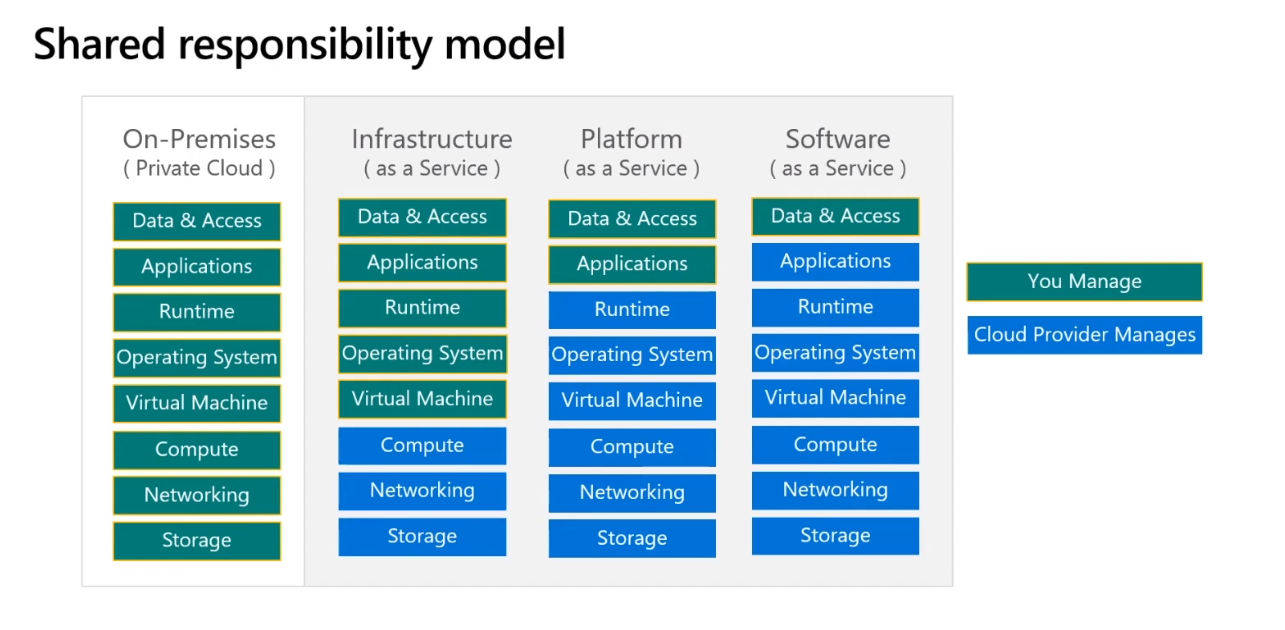 Shared responsibility model
On-Premises
( Private Cloud )
Data & Access
Applications
Runtime
Operating System
Virtual Machine
Compute
Networking
Storage
Infrastructure
( as a Service )
Data & Access
Applications
Runtime
Operating System
Virtual Machine
Compute
Networking
Storage
Platform
( as a Service )
Data & Access
Applications
Runtime
Operating System
Virtual Machine
Compute
Networking
Storage
Software
( as a Service )
Data & Access
Applications
Runtime
Operating System
Virtual Machine
Compute
Networking
Storage
You Manage
Cloud Provider Manages